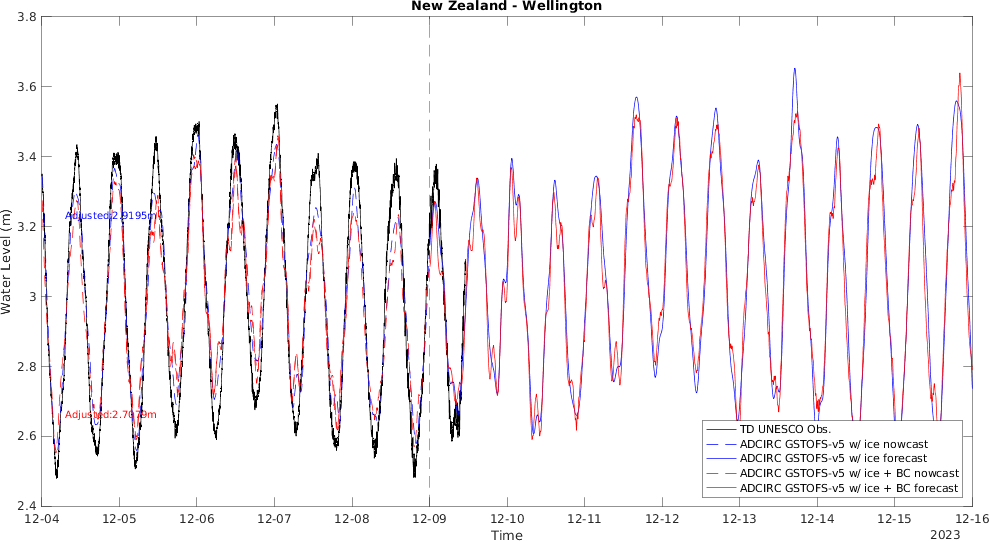 New Zealand - Wellington
Water Level (m)
3.8
3.6
3.4
3.2
3
2.8
2.6
2.4
Adjusted:2.9195m
Adjusted:2.7079m
TD UNESCO Obs.
ADCIRC GSTOFS-v5 w/ ice nowcast
ADCIRC GSTOFS-v5 w/ ice forecast
ADCIRC GSTOFS-v5 w/ ice + BC nowcast
ADCIRC GSTOFS-v5 w/ ice + BC forecast
12-04 12-05 12-06 12-07 12-08 12-09 12-10 12-11 12-12 12-13 12-14 12-15 12-16
Time
2023